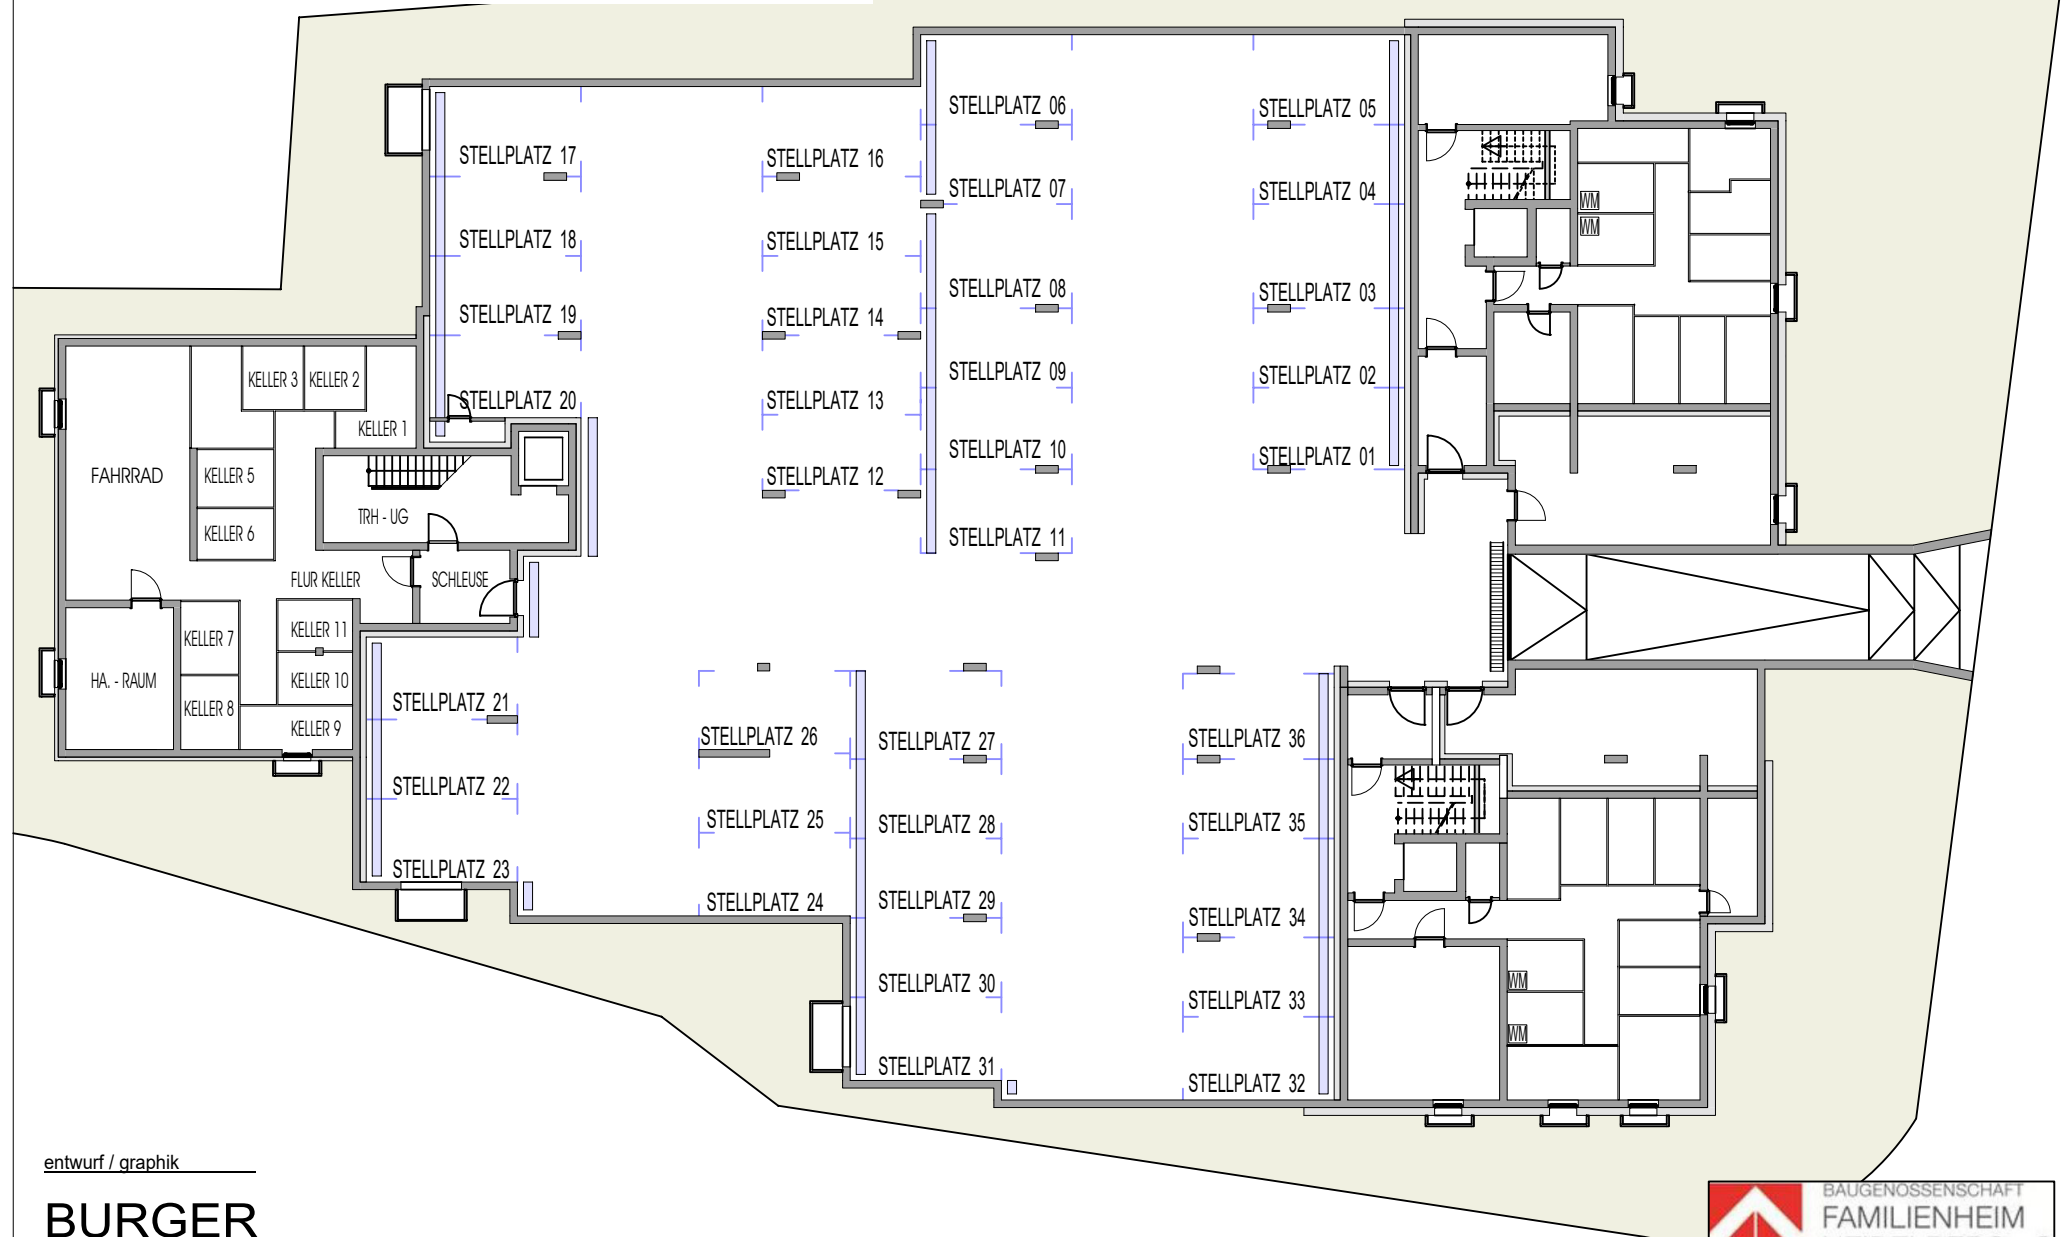 STELLPLATZ 06
STELLPLATZ 05
STELLPLATZ 17
STELLPLATZ 16
STELLPLATZ 07
STELLPLATZ 04
WM
WM
STELLPLATZ 18
STELLPLATZ 15
STELLPLATZ 08
STELLPLATZ 03
STELLPLATZ 19
STELLPLATZ 14
KELLER 3
KELLER 2
STELLPLATZ 09
STELLPLATZ 02
STELLPLATZ 20
STELLPLATZ 13
KELLER 1
STELLPLATZ 10
STELLPLATZ 01
FAHRRAD
KELLER 5
STELLPLATZ 12
TRH - UG
KELLER 6
STELLPLATZ 11
FLUR KELLER
SCHLEUSE
KELLER 7
KELLER 11
HA. - RAUM
KELLER 10
KELLER 8
KELLER 9
STELLPLATZ 21
STELLPLATZ 26
STELLPLATZ 27
STELLPLATZ 36
STELLPLATZ 22
STELLPLATZ 25
STELLPLATZ 28
STELLPLATZ 35
STELLPLATZ 23
STELLPLATZ 24
STELLPLATZ 29
STELLPLATZ 34
STELLPLATZ 30
STELLPLATZ 33
WM
WM
STELLPLATZ 31
STELLPLATZ 32
entwurf / graphik
BURGER
BAUGENOSSENSCHAFT
FAMILIENHEIM